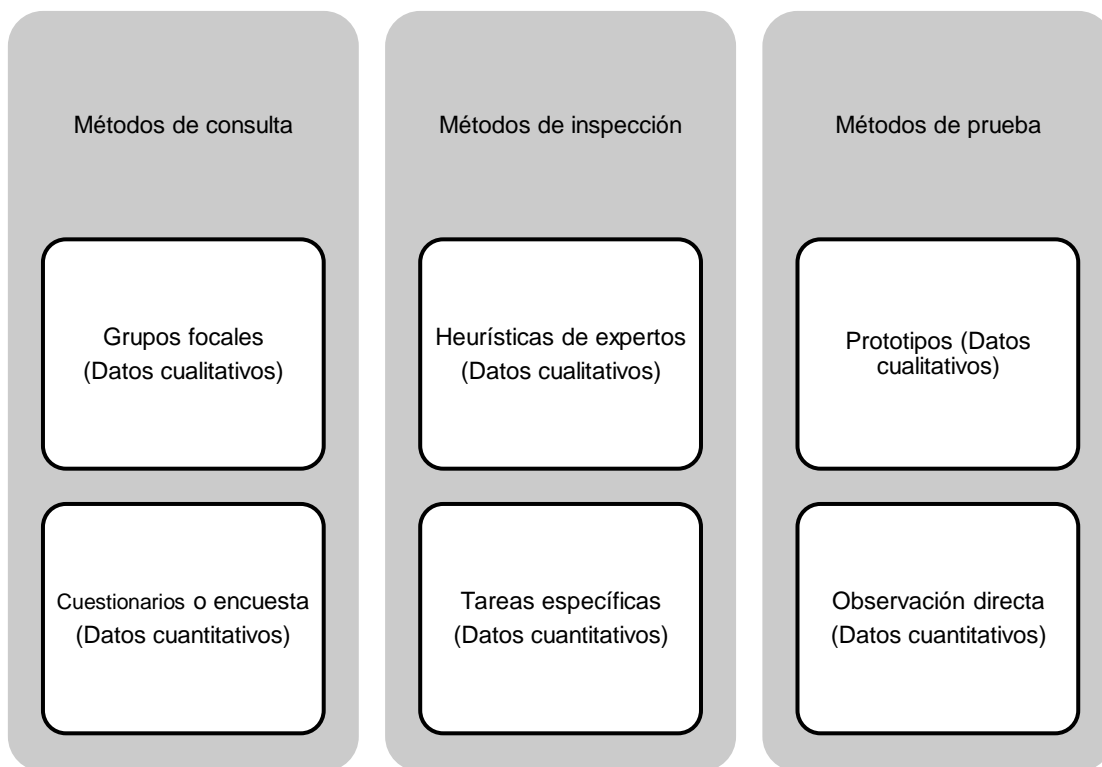 Métodos de consulta
Grupos focales
(Datos cualitativos)
Cuestionarios o encuesta
(Datos cuantitativos)
Métodos de inspección
Heurísticas de expertos
(Datos cualitativos)
Tareas específicas
(Datos cuantitativos)
Métodos de prueba
Prototipos (Datos
cualitativos)
Observación directa
(Datos cuantitativos)